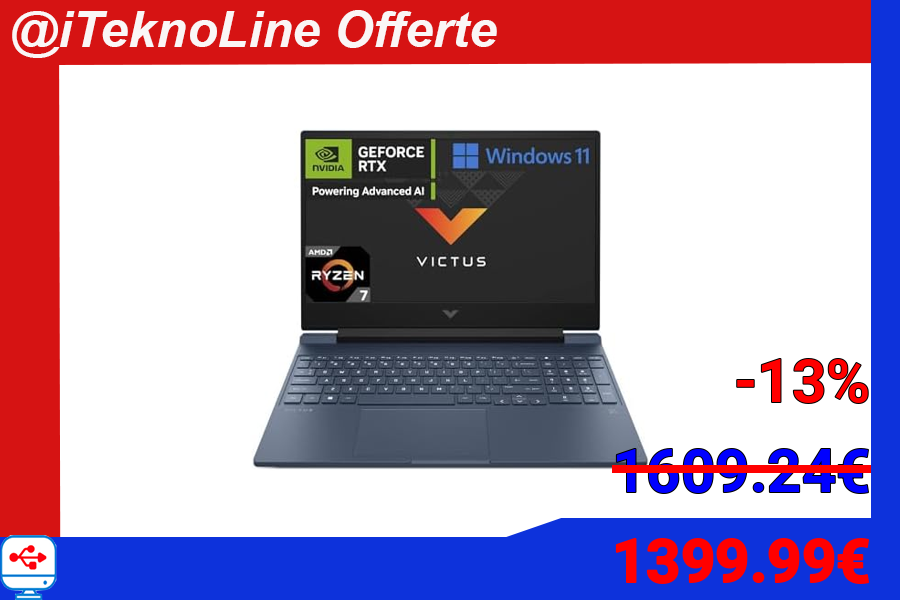 @iTeknoLine Offerte
NVIDIA
GEFORCE
RTX
Powering Advanced AI
Windows 11
VICTUS
AMD
RYZEN
7
-13%
1609.24€
1399.99€